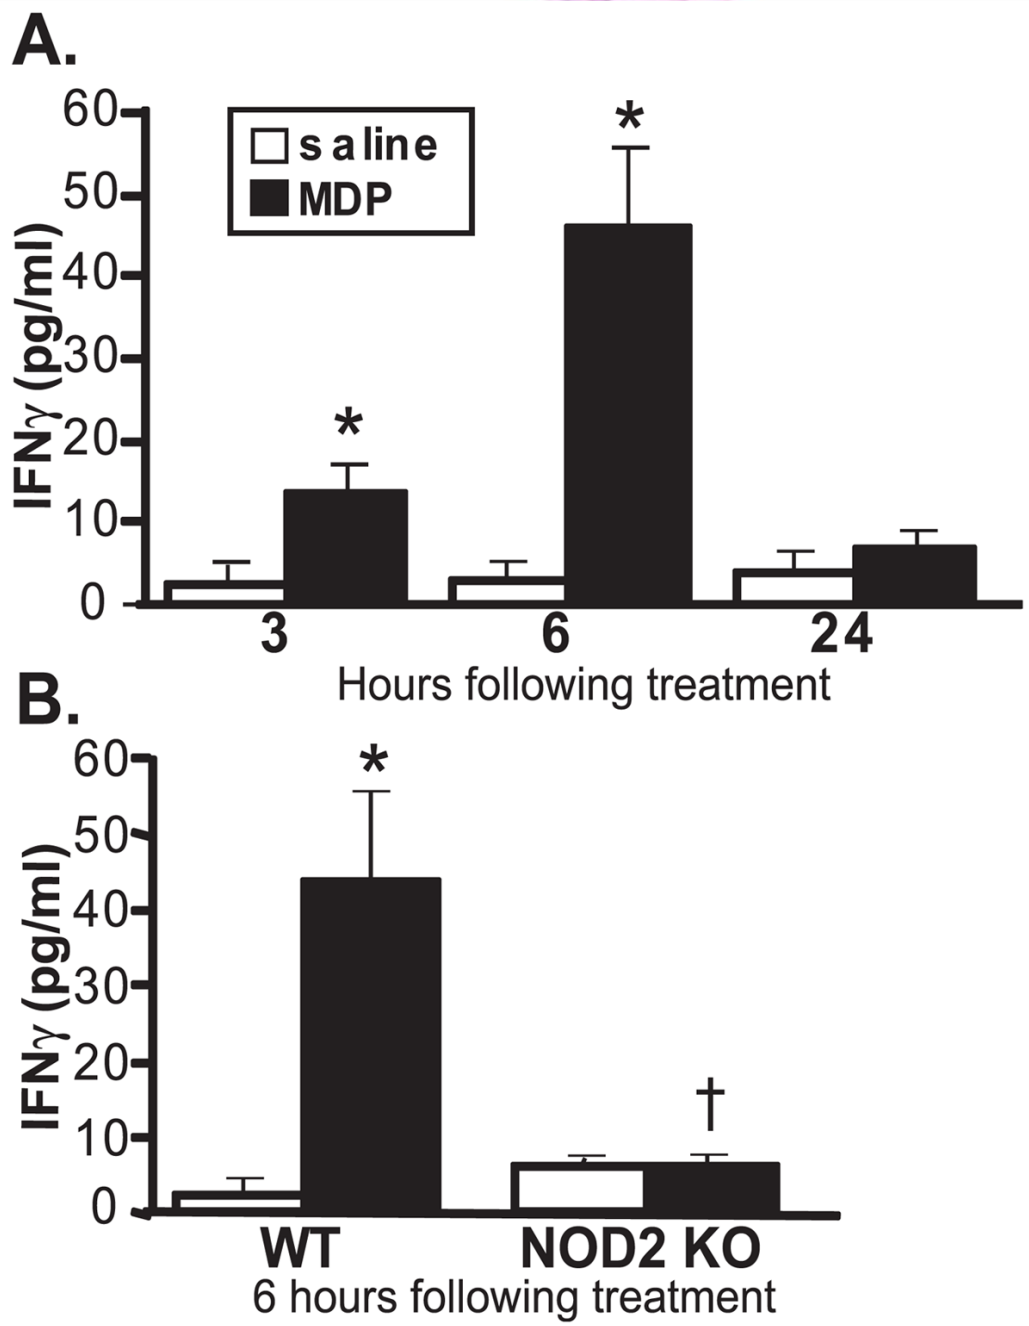 A.
60
50
40
30
20
10
0
IFNγ (pg/ml)
saline
MDP
*
*
3 6 24
Hours following treatment
B.
60
50
40
30
20
10
0
IFNγ (pg/ml)
*
†
WT NOD2 KO
6 hours following treatment